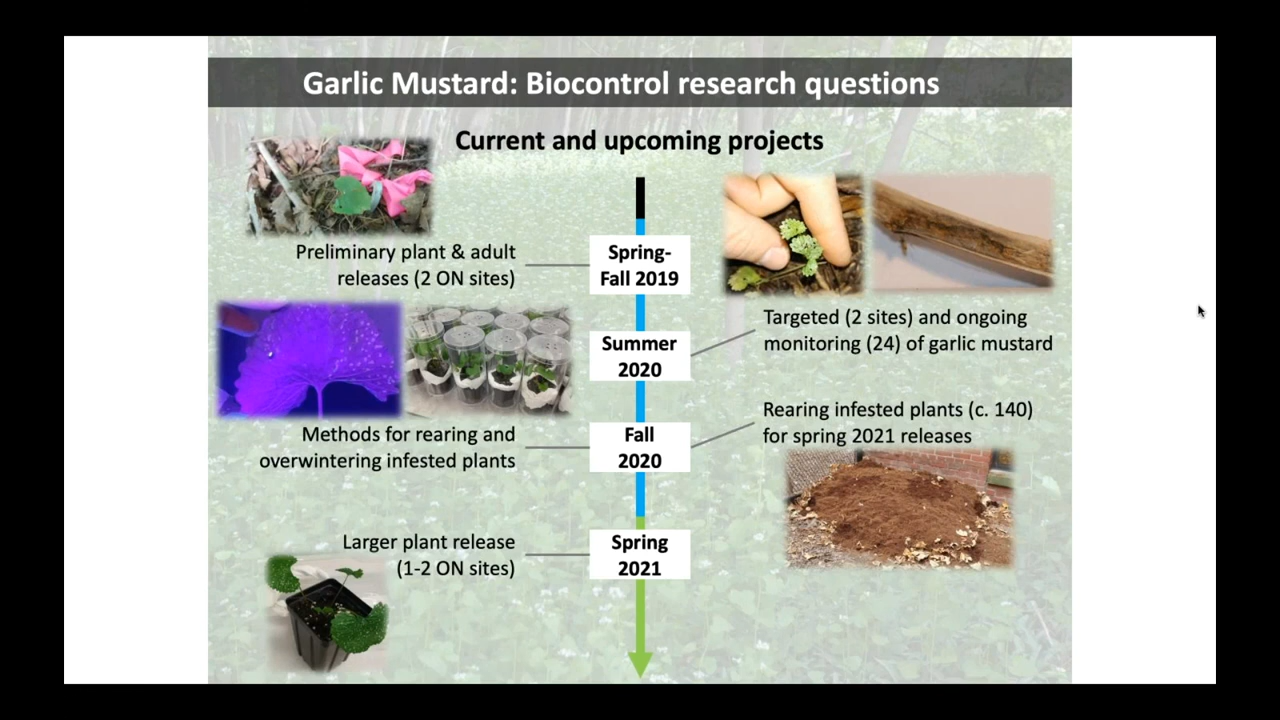 Garlic Mustard: Biocontrol research questions
Current and upcoming projects
Preliminary plant & adult
releases (2 ON sites)
Spring-
Fall 2019
Summer
2020
Targeted (2 sites) and ongoing
monitoring (24) of garlic mustard
Methods for rearing and
overwintering infested plants
Fall
2020
Rearing infested plants (c. 140)
for spring 2021 releases
Larger plant release
(1-2 ON sites)
Spring
2021